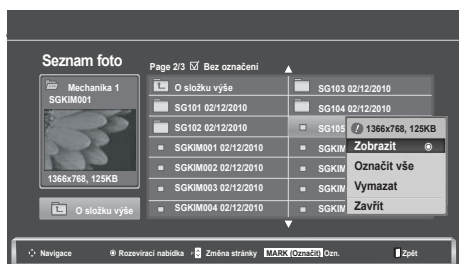 Seznam foto
Page 2/3 Bez označení
Mechanika 1
SGKIM001
1366x768, 125KB
O složku výše
O složku výše
SG101 02/12/2010
SG102 02/12/2010
SGKIM001 02/12/2010
SGKIM002 02/12/2010
SGKIM003 02/12/2010
SGKIM004 02/12/2010
SG103 02/12/2010
SG104 02/12/2010
SG105
SGKIM
SGKIM
SGKIM
SGKIM
1366x768, 125KB
Zobrazit
Označit vše
Vymazat
Zavřít
Navigace Rozevírací nabídka Změna stránky MARK (Označit) Ozn. Zpět